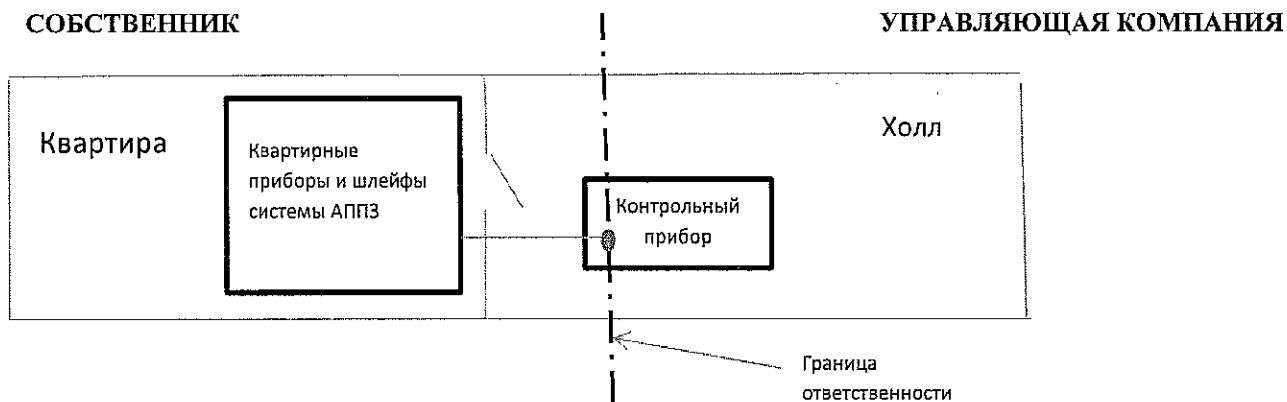 СОБСТВЕННИК
УПРАВЛЯЮЩАЯ КОМПАНИЯ
Квартира
Квартирные
приборы и шлейфы
системы АППЗ
Контрольный
прибор
Холл
Граница
ответственности